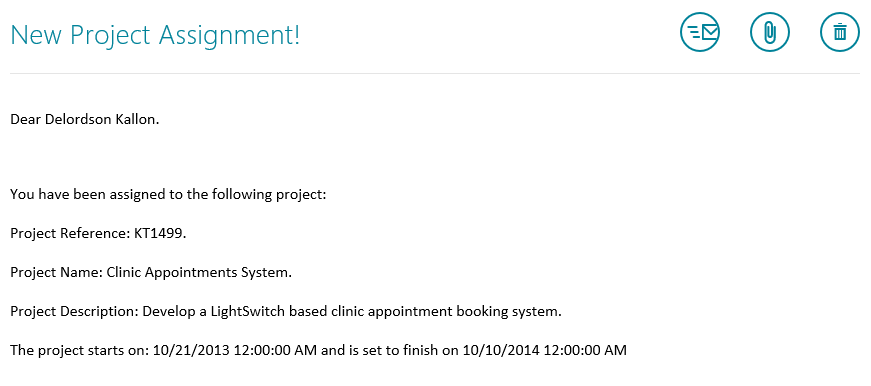 New Project Assignment!
Dear Delordson Kallon.
You have been assigned to the following project:
Project Reference: KT1499.
Project Name: Clinic Appointments System.
Project Description: Develop a LightSwitch based clinic appointment booking system.
The project starts on: 10/21/2013 12:00:00 AM and is set to finish on 10/10/2014 12:00:00 AM